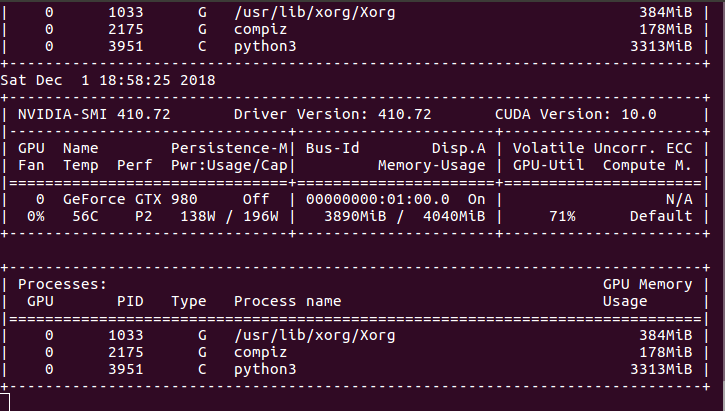 |    0      1033      G   /usr/lib/xorg/Xorg                           384MiB |
|    0      2175      G   compiz                                       178MiB |
|    0      3951      C   python3                                     3313MiB |
+-----------------------------------------------------------------------------+
Sat Dec  1 18:58:25 2018
+-----------------------------------------------------------------------------+
| NVIDIA-SMI 410.72       Driver Version: 410.72       CUDA Version: 10.0     |
|-------------------------------+----------------------+----------------------+
| GPU  Name        Persistence-M| Bus-Id        Disp.A | Volatile Uncorr. ECC |
| Fan  Temp  Perf  Pwr:Usage/Cap|         Memory-Usage | GPU-Util  Compute M. |
|===============================+======================+======================|
|   0  GeForce GTX 980     Off  | 00000000:01:00.0  On |                  N/A |
|  0%   56C    P2   138W / 196W |   3890MiB /  4040MiB |     71%      Default |
+-------------------------------+----------------------+----------------------+

+-----------------------------------------------------------------------------+
| Processes:                                                       GPU Memory |
|  GPU       PID   Type   Process name                             Usage      |
|=============================================================================|
|    0      1033      G   /usr/lib/xorg/Xorg                           384MiB |
|    0      2175      G   compiz                                       178MiB |
|    0      3951      C   python3                                     3313MiB |
+-----------------------------------------------------------------------------+